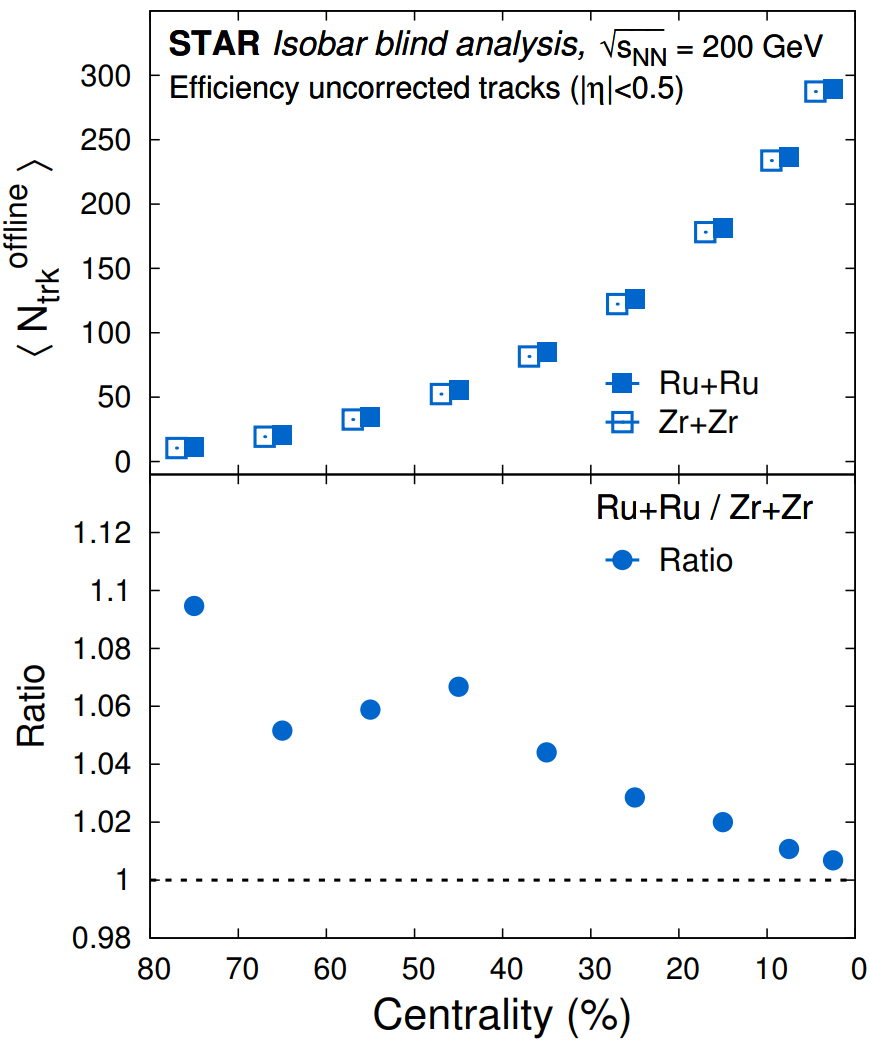 STAR Isobar blind analysis, √sNN = 200 GeV
Efficiency uncorrected tracks (|η|<0.5)
300
250
200
150
100
50
0
⟨ Ntrk^offline ⟩
Ru+Ru
Zr+Zr
Ru+Ru / Zr+Zr
Ratio
1.12
1.1
1.08
1.06
1.04
1.02
1
0.98
Ratio
80 70 60 50 40 30 20 10 0
Centrality (%)